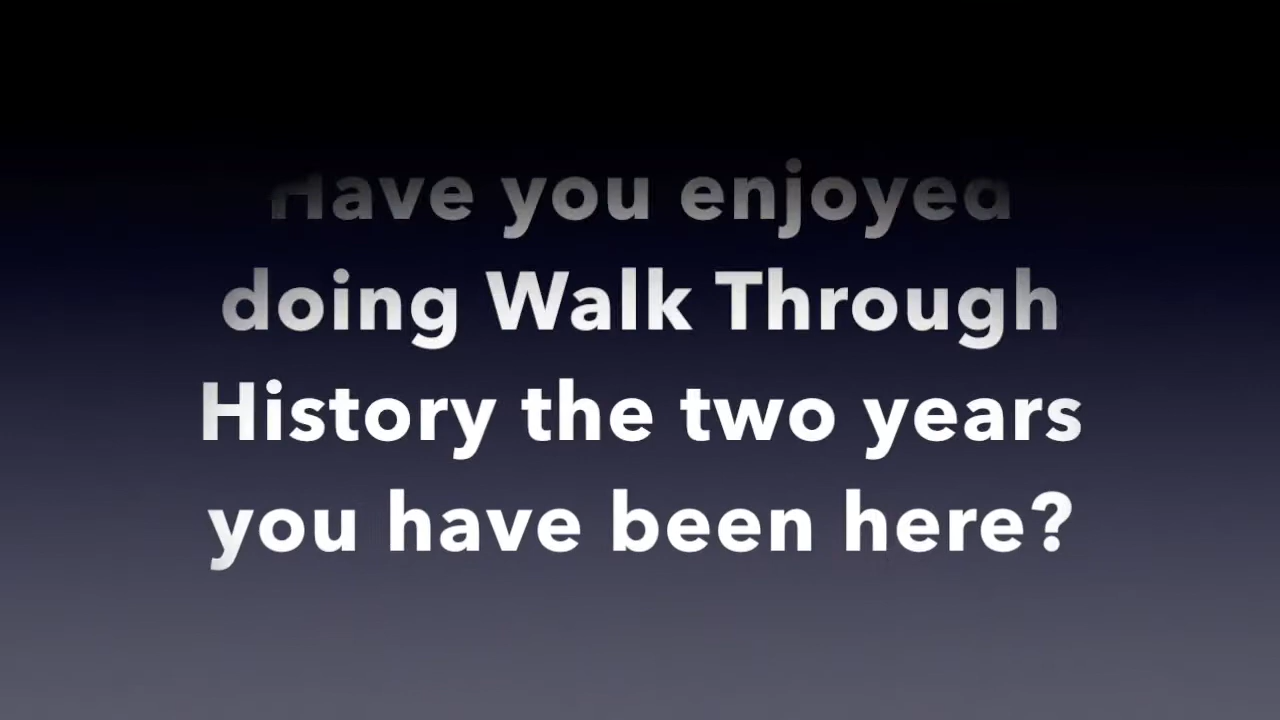 Have you enjoyed
doing Walk Through
History the two years
you have been here?